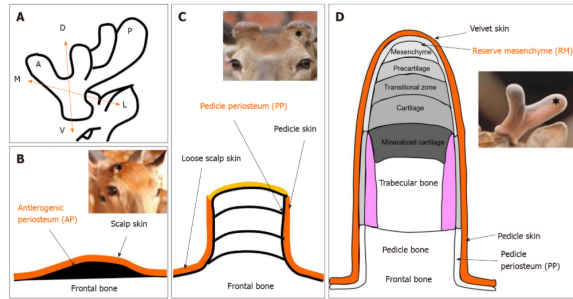 A
D
P
A
M
L
V
B
Antlerogenic
periosteum (AP)
Scalp skin
Frontal bone
C
*
Pedicle periosteum (PP)
Pedicle skin
Loose scalp skin
Frontal bone
D
Velvet skin
Mesenchyme
Reserve mesenchyme (RM)
Precartilage
Transitional zone
*
Cartilage
Mineralized cartilage
Trabecular bone
Pedicle skin
Pedicle bone
Pedicle
periosteum (PP)
Frontal bone